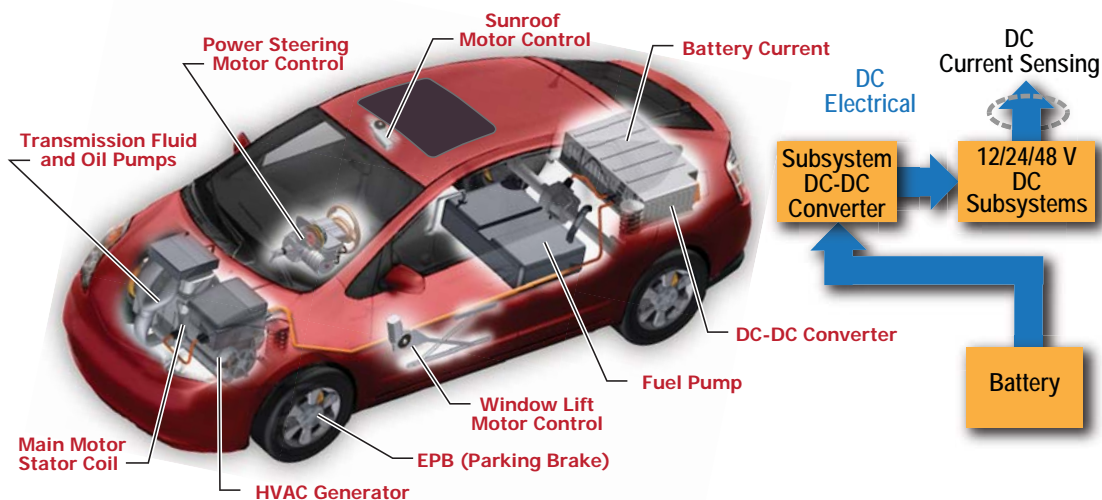 Sunroof
Motor Control
Power Steering
Motor Control
Battery Current
Transmission Fluid
and Oil Pumps
DC-DC Converter
Fuel Pump
Window Lift
Motor Control
EPB (Parking Brake)
Main Motor
Stator Coil
HVAC Generator
DC
Current Sensing
DC
Electrical
Subsystem
DC-DC
Converter
12/24/48 V
DC
Subsystems
Battery